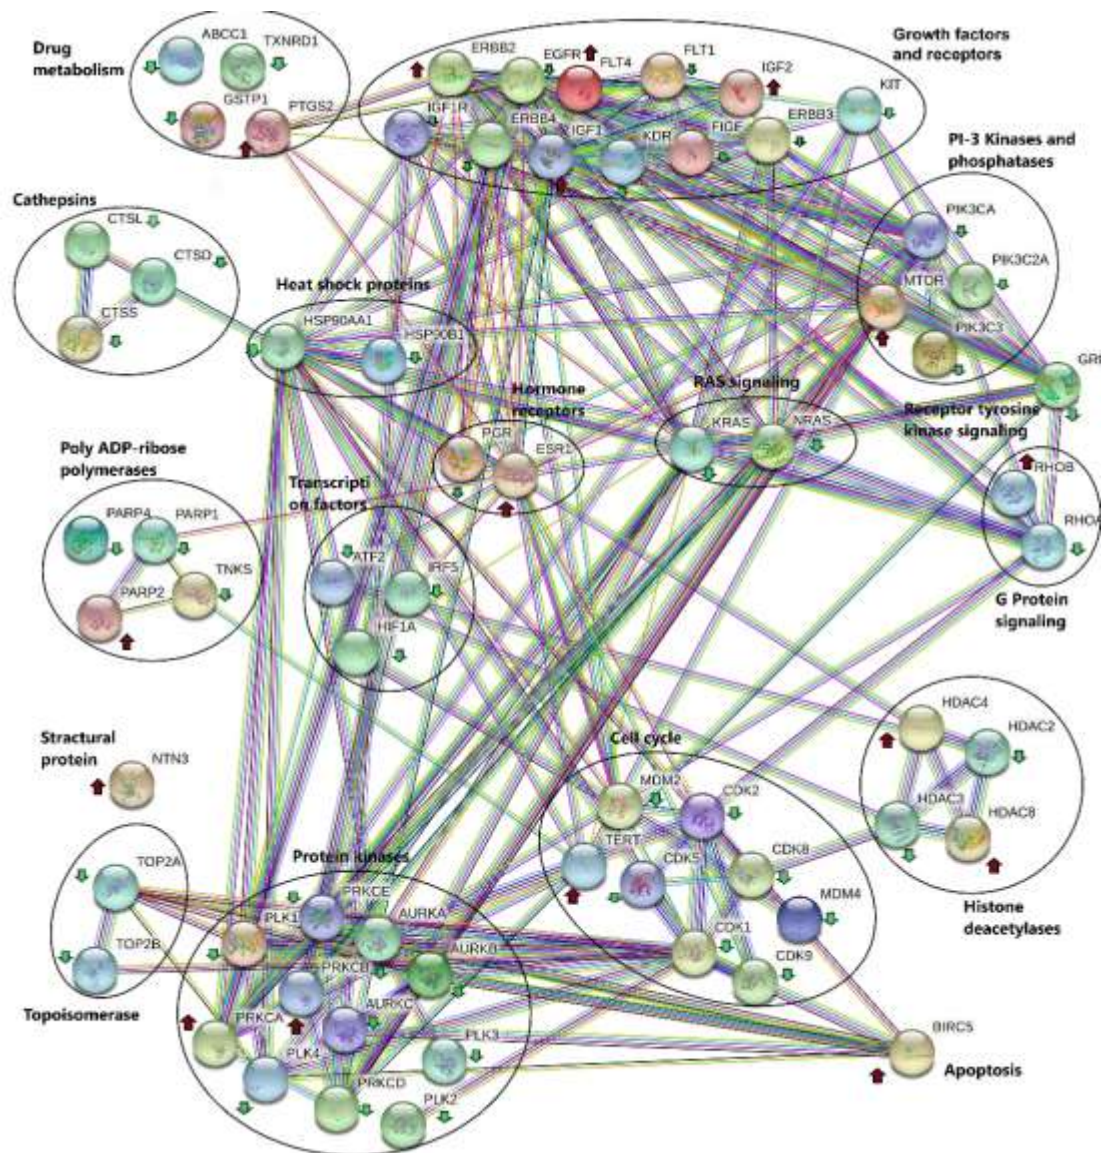 Drug
metabolism
ABCC1
TXNRD1
GSTP1
PTGS2
Growth factors
and receptors
ERBB2
EGFR
FLT4
FLT1
IGF2
KIT
IGF1R
ERBB4
IGF1
KDR
FIGF
ERBB3
PI-3 Kinases and
phosphatases
PIK3CA
PIK3C2A
MTOR
PIK3C3
Cathepsins
CTSL
CTSD
CTSS
Heat shock proteins
HSP90AA1
HSP90B1
Hormone
receptors
PGR
ESR1
RAS signaling
KRAS
NRAS
Receptor tyrosine
kinase signaling
RHOB
RHOA
G Protein
signaling
Poly ADP-ribose
polymerases
PARP4
PARP1
TNKS
PARP2
Transcripti
on factors
ATF2
IRF5
HIF1A
Stractural
protein
NTN3
Cell cycle
MDM2
CDK2
TERT
CDK5
CDK8
MDM4
CDK1
CDK9
HDAC4
HDAC2
HDAC3
HDAC8
Histone
deacetylases
TOP2A
TOP2B
Topoisomerase
Protein kinases
PRKCE
PLK1
AURKA
AURKB
PRKCB
AURKC
PRKCA
PLK4
PLK3
PRKCD
PLK2
BIRC5
Apoptosis